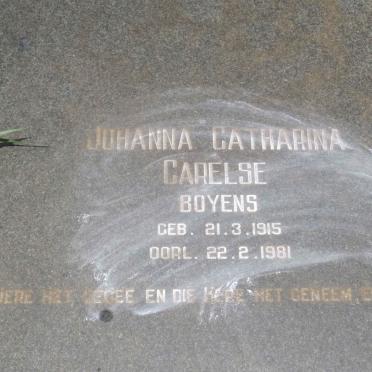 JOHANNA CATHARINA
CARELSE
BOYENS
GEB. 21.3.1915
OORL. 22.2.1981
HET GEGEE EN DIE HERE HET GENEEM,